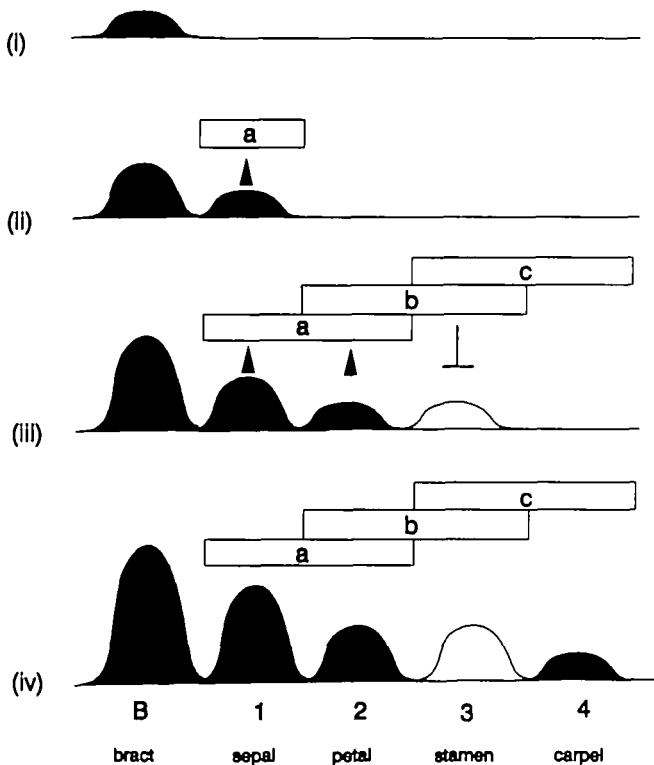 (i)
a
(ii)
c
b
a
(iii)
c
b
a
(iv)
B 1 2 3 4
bract sepal petal stamen carpel